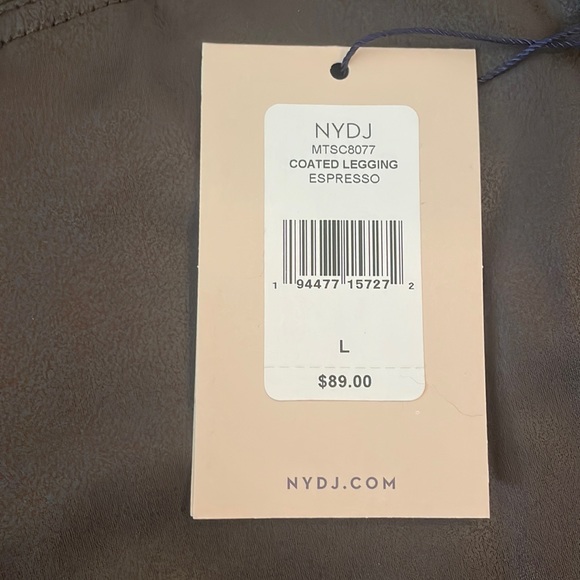 NYDJ
MTSC8077
COATED LEGGING
ESPRESSO
1 94477 15727 2
L
$89.00
NYDJ.COM